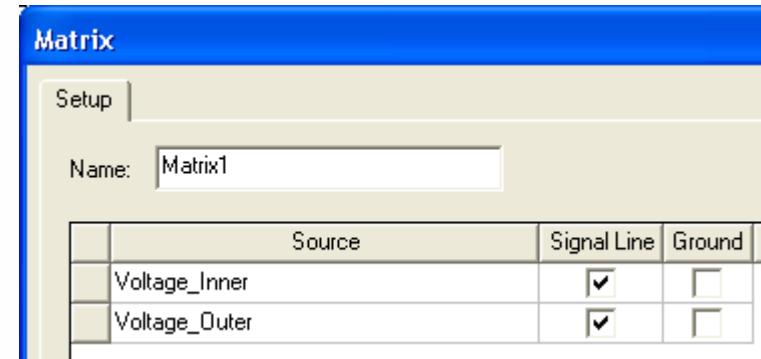 Matrix
Setup
Name: Matrix1
Source Signal Line Ground
Voltage_Inner
Voltage_Outer